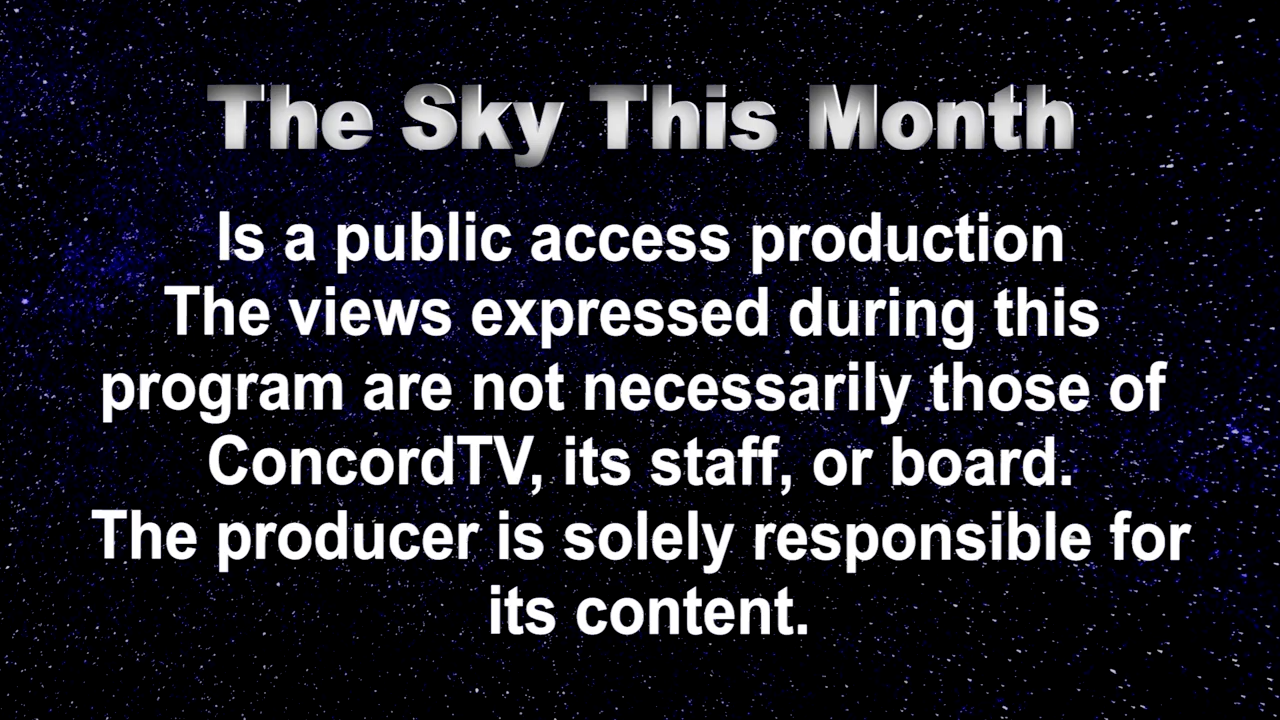 The Sky This Month
Is a public access production
The views expressed during this
program are not necessarily those of
ConcordTV, its staff, or board.
The producer is solely responsible for
its content.